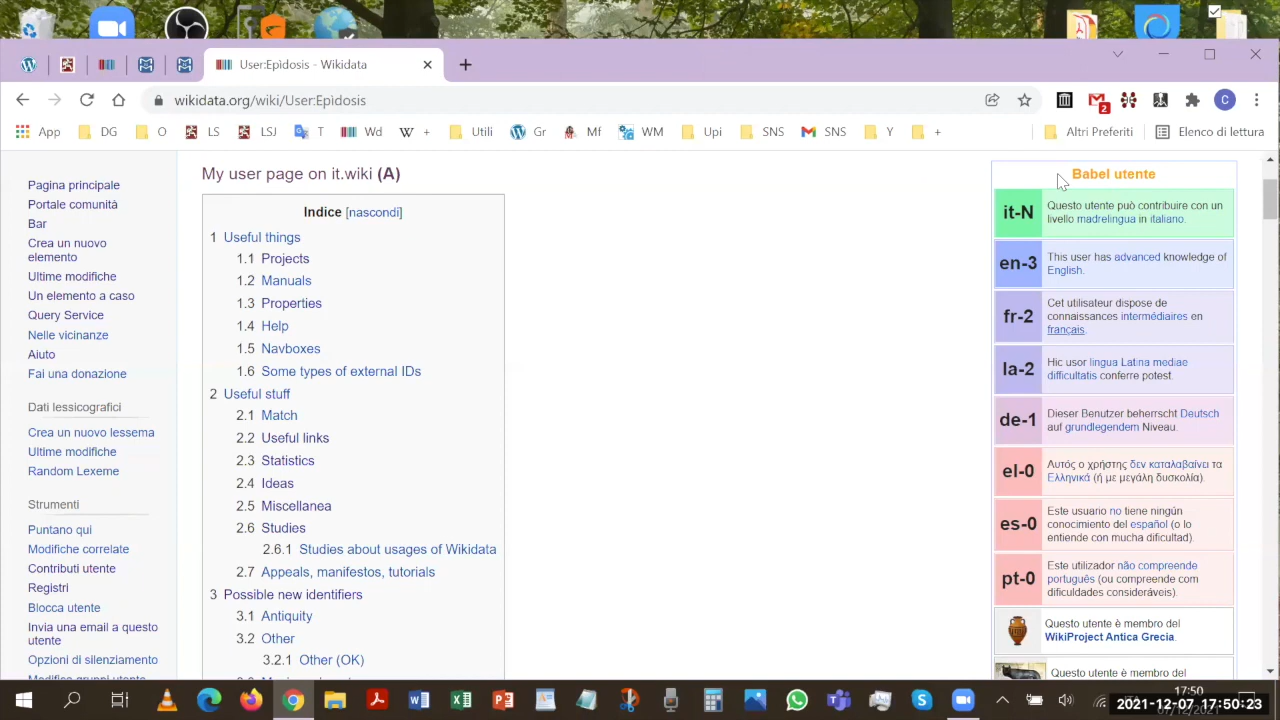 User:Epìdosis - Wikidata
wikidata.org/wiki/User:Epìdosis
2
C
App DG O LS LSJ T Wd + Utili Gr Mf WM Upi SNS SNS Y + Altri Preferiti Elenco di lettura
Pagina principale
Portale comunità
Bar
Crea un nuovo
elemento
Ultime modifiche
Un elemento a caso
Query Service
Nelle vicinanze
Aiuto
Fai una donazione
Dati lessicografici
Crea un nuovo lessema
Ultime modifiche
Random Lexeme
Strumenti
Puntano qui
Modifiche correlate
Contributi utente
Registri
Blocca utente
Invia una email a questo
utente
Opzioni di silenziamento
Modifica gruppi utente
My user page on it.wiki (A)
Indice [nascondi]
1 Useful things
1.1 Projects
1.2 Manuals
1.3 Properties
1.4 Help
1.5 Navboxes
1.6 Some types of external IDs
2 Useful stuff
2.1 Match
2.2 Useful links
2.3 Statistics
2.4 Ideas
2.5 Miscellanea
2.6 Studies
2.6.1 Studies about usages of Wikidata
2.7 Appeals, manifestos, tutorials
3 Possible new identifiers
3.1 Antiquity
3.2 Other
3.2.1 Other (OK)
Babel utente
it-N
Questo utente può contribuire con un
livello madrelingua in italiano.
en-3
This user has advanced knowledge of
English.
fr-2
Cet utilisateur dispose de
connaissances intermédiaires en
français.
la-2
Hic usor lingua Latina mediae
difficultatis conferre potest.
de-1
Dieser Benutzer beherrscht Deutsch
auf grundlegendem Niveau.
el-0
Αυτός ο χρήστης δεν καταλαβαίνει τα
Ελληνικά (ή με μεγάλη δυσκολία).
es-0
Este usuario no tiene ningún
conocimiento del español (o lo
entiende con mucha dificultad).
pt-0
Este utilizador não compreende
português (ou compreende com
dificuldades consideráveis).
Questo utente è membro del
WikiProject Antica Grecia.
Questo utente è membro del
17:50
2021-12-07 17:50:23